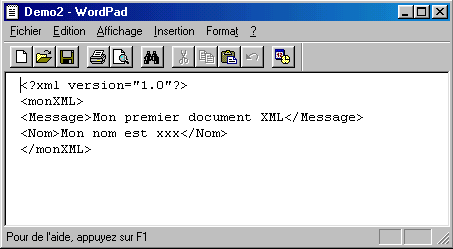 Demo2 - WordPad
Fichier Edition Affichage Insertion Format ?
<?xml version="1.0"?>
<monXML>
<Message>Mon premier document XML</Message>
<Nom>Mon nom est xxx</Nom>
</monXML>
Pour de l'aide, appuyez sur F1